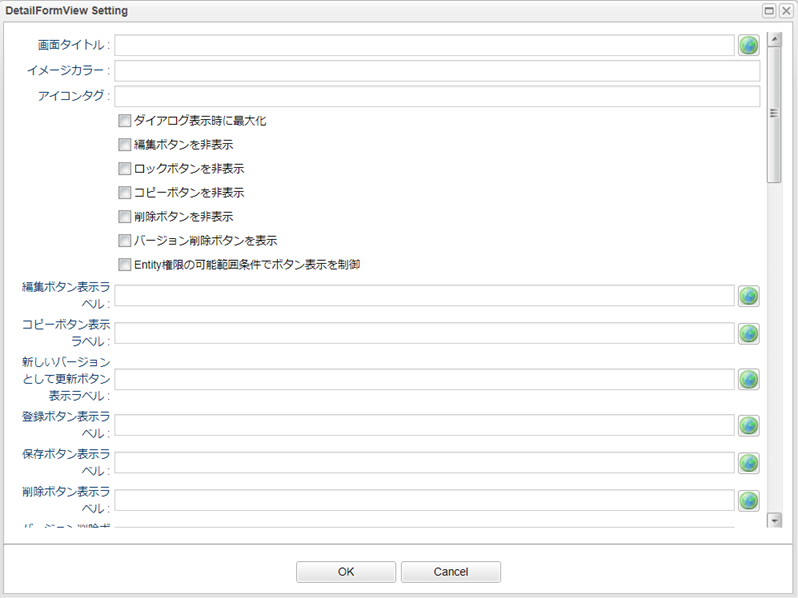 DetailFormView Setting
画面タイトル :
イメージカラー :
アイコンタグ :
ダイアログ表示時に最大化
編集ボタンを非表示
ロックボタンを非表示
コピーボタンを非表示
削除ボタンを非表示
バージョン削除ボタンを表示
Entity権限の可能範囲条件でボタン表示を制御
編集ボタン表示ラ
ベル :
コピーボタン表示
ラベル :
新しいバージョン
として更新ボタン
表示ラベル :
登録ボタン表示ラ
ベル :
保存ボタン表示ラ
ベル :
削除ボタン表示ラ
ベル :
バージョン削除ボ
OK
Cancel